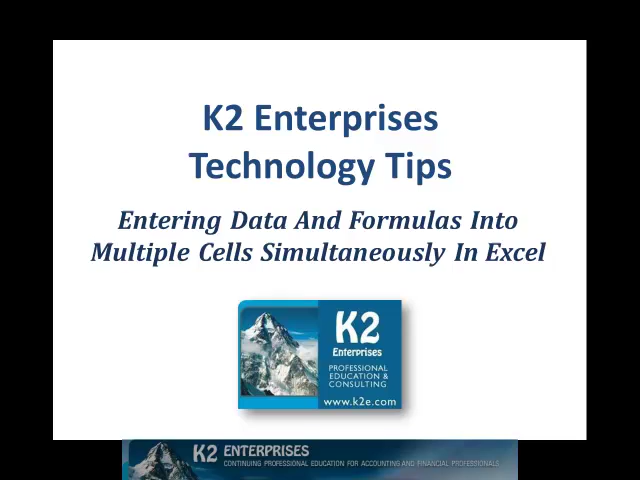 K2 Enterprises
Technology Tips
Entering Data And Formulas Into
Multiple Cells Simultaneously In Excel
K2
Enterprises
PROFESSIONAL
EDUCATION &
CONSULTING
www.k2e.com
K2 ENTERPRISES
CONTINUING PROFESSIONAL EDUCATION FOR ACCOUNTING AND FINANCIAL PROFESSIONALS